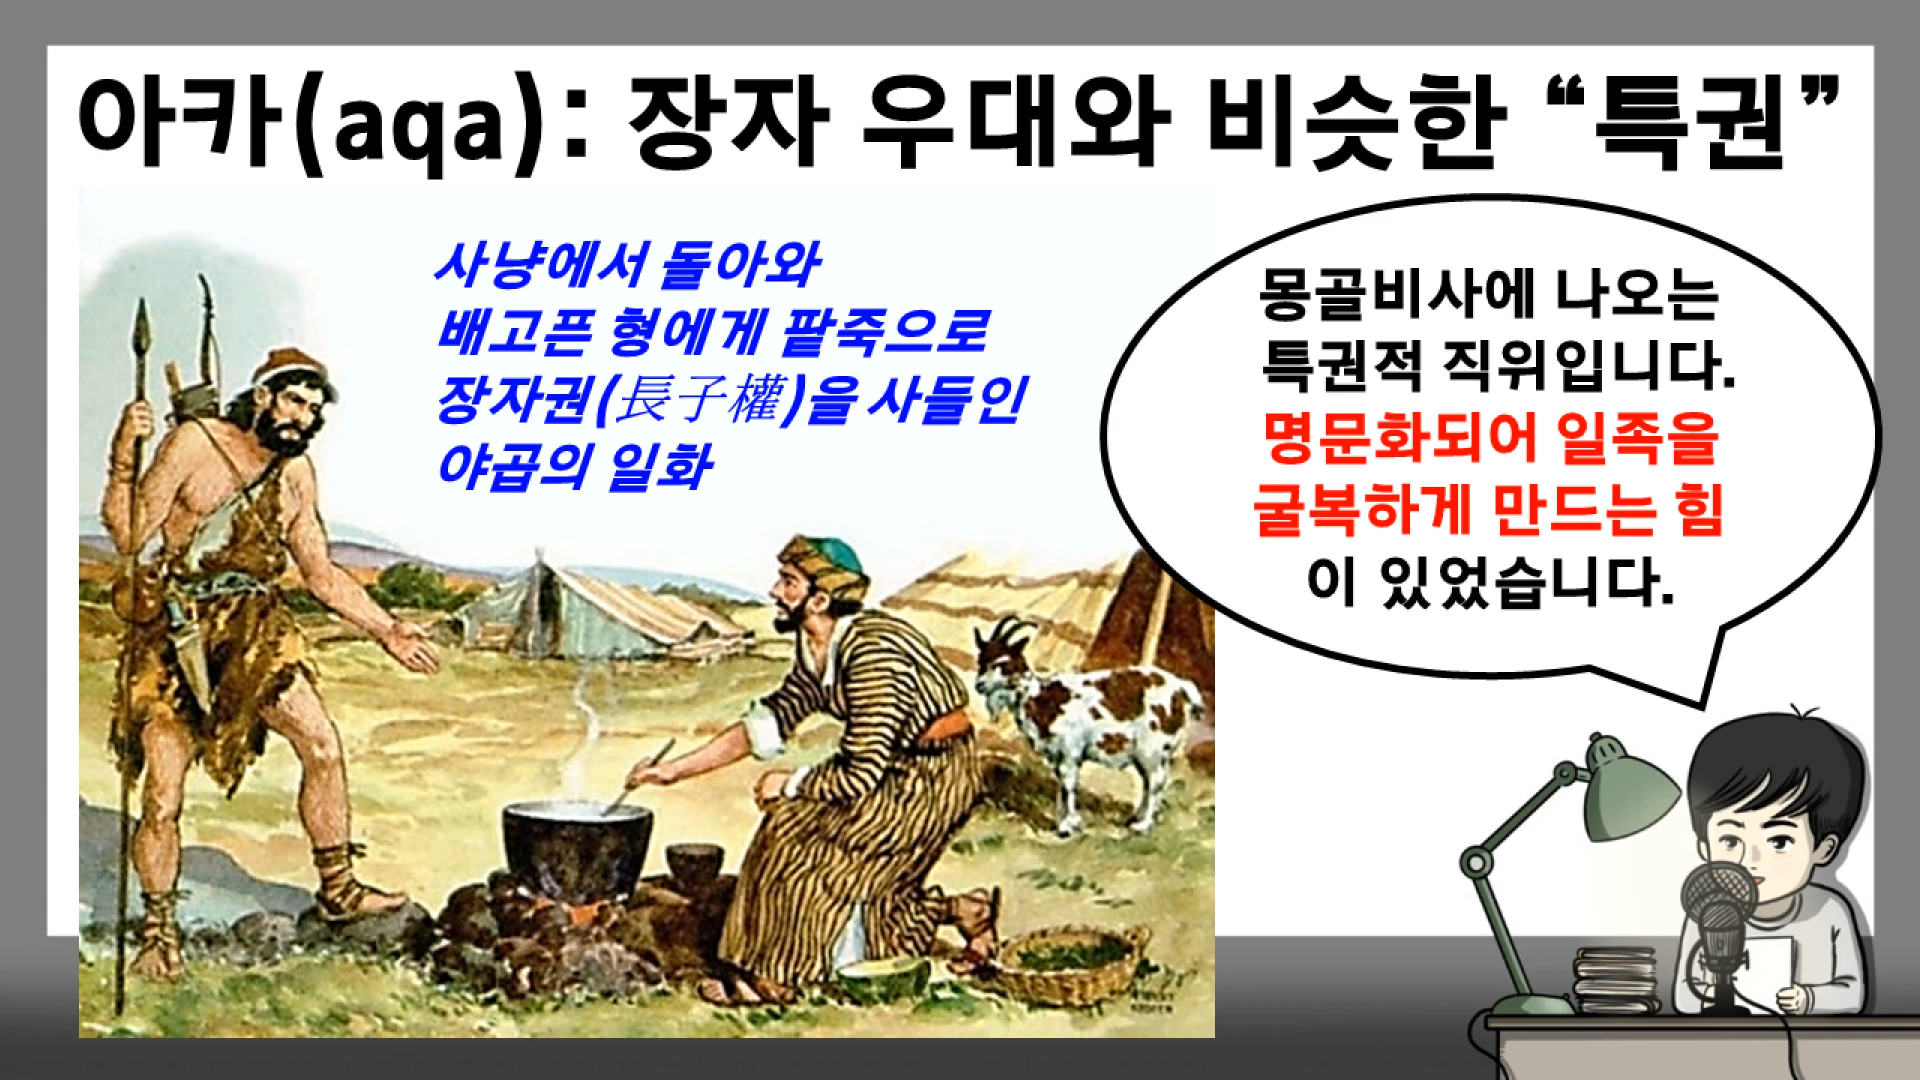 아카(aqa): 장자 우대와 비슷한 “특권”
사냥에서 돌아와
배고픈 형에게 팥죽으로
장자권(長子權)을 사들인
야곱의 일화
몽골비사에 나오는
특권적 직위입니다.
명문화되어 일족을
굴복하게 만드는 힘
이 있었습니다.